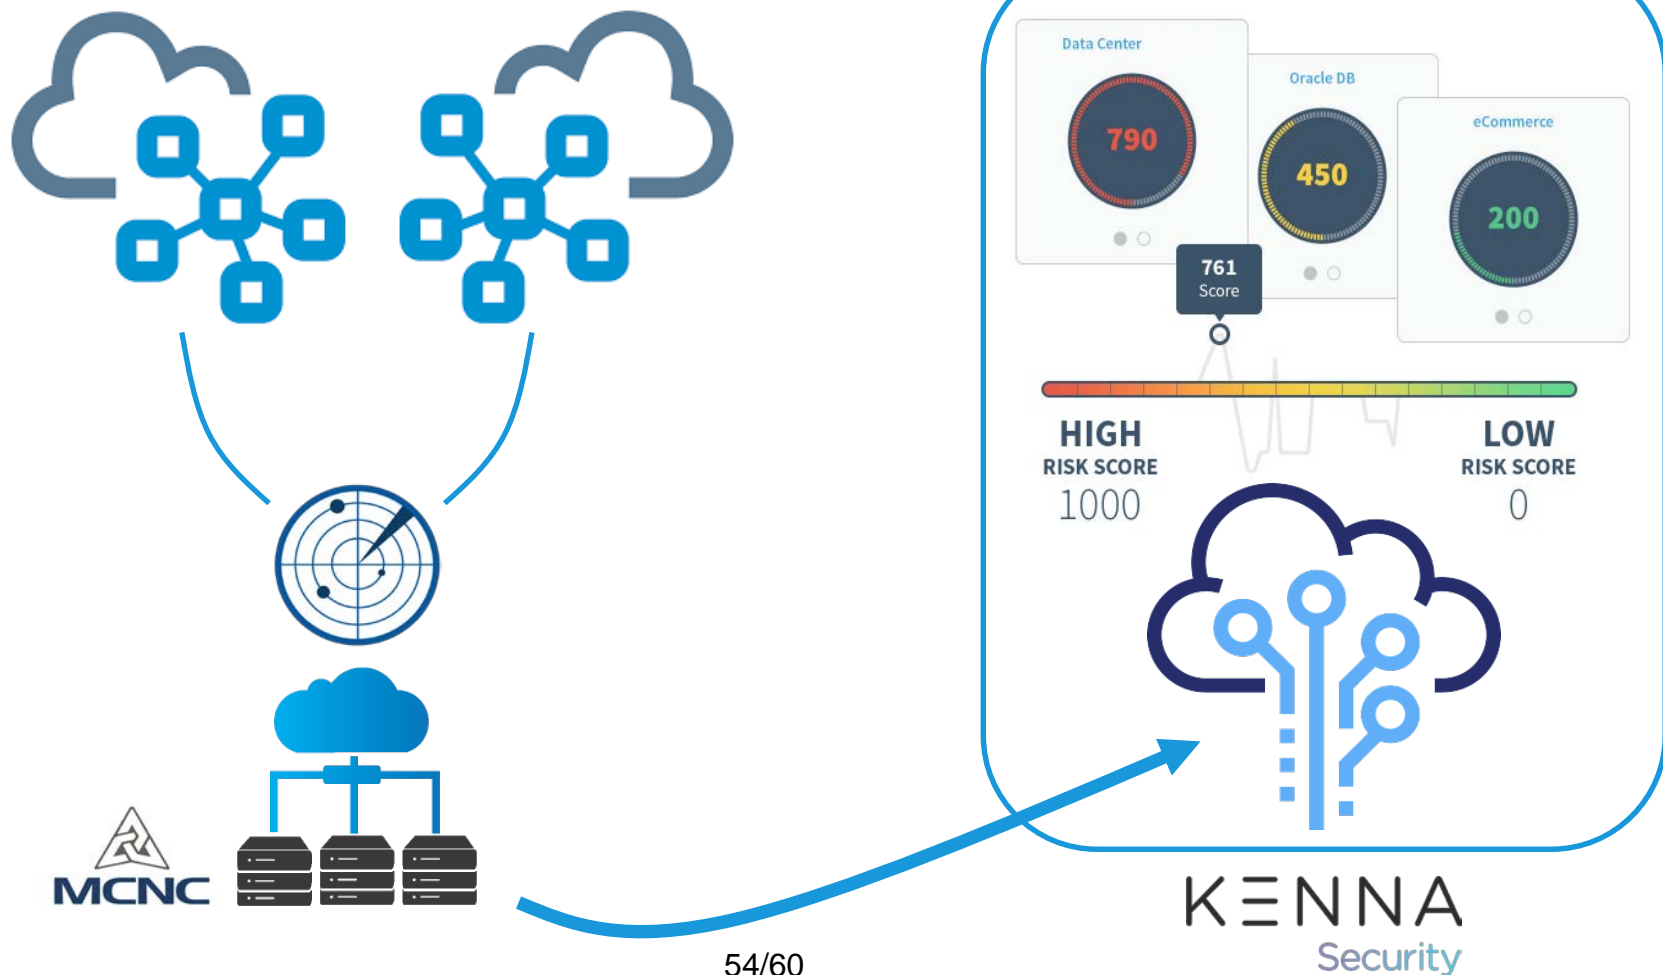 Data Center
790
Oracle DB
450
eCommerce
200
761
Score
HIGH
RISK SCORE
1000
LOW
RISK SCORE
0
MCNC
KENNA
Security
54/60